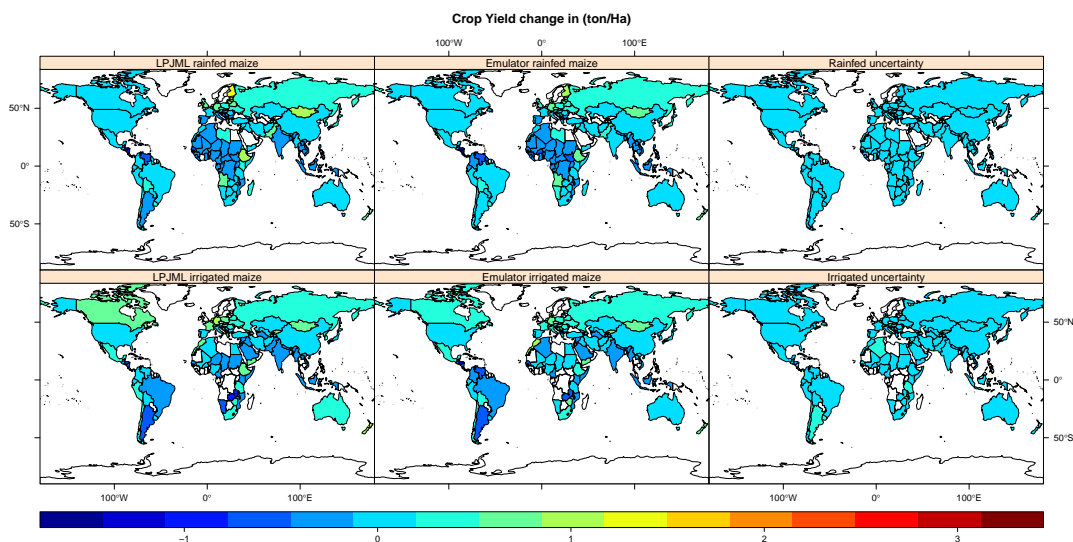 Crop Yield change in (ton/Ha)
100°W 0° 100°E
LPJML rainfed maize Emulator rainfed maize Rainfed uncertainty
50°N
0°
50°S
LPJML irrigated maize Emulator irrigated maize Irrigated uncertainty
50°N
0°
50°S
100°W 0° 100°E 100°W 0° 100°E
−1 0 1 2 3